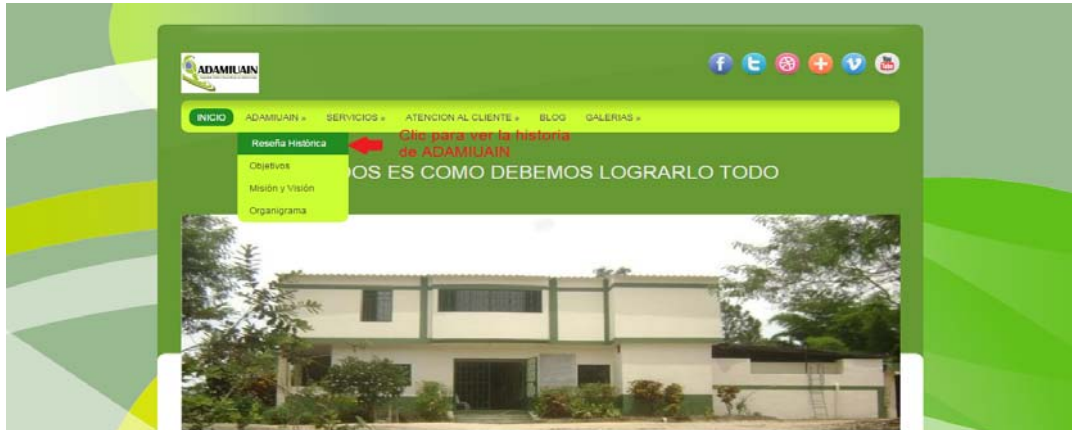 ADAMIUAIN
INICIO ADAMIUAIN » SERVICIOS » ATENCION AL CLIENTE » BLOG GALERIAS »
Reseña Histórica
Clic para ver la historia
de ADAMIUAIN
Objetivos
DOS ES COMO DEBEMOS LOGRARLO TODO
Misión y Visión
Organigrama